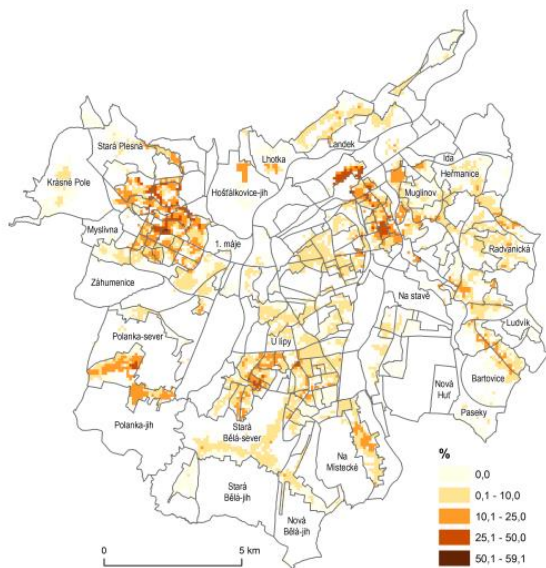 Stará Plesná
Krásné Pole
Myslivna
Záhumenice
1. máje
Hošťálkovice-jih
Lhotka
Landek
Ida
Heřmanice
Muglinov
Radvanická
Na stavě
Ludvík
Polanka-sever
U lípy
Polanka-jih
Bartovice
Nová
Huť
Paseky
Stará
Bělá-sever
Na
Místecké
Stará
Bělá-jih
Nová
Bělá-jih
%
0,0
0,1 - 10,0
10,1 - 25,0
25,1 - 50,0
50,1 - 59,1
0
5 km